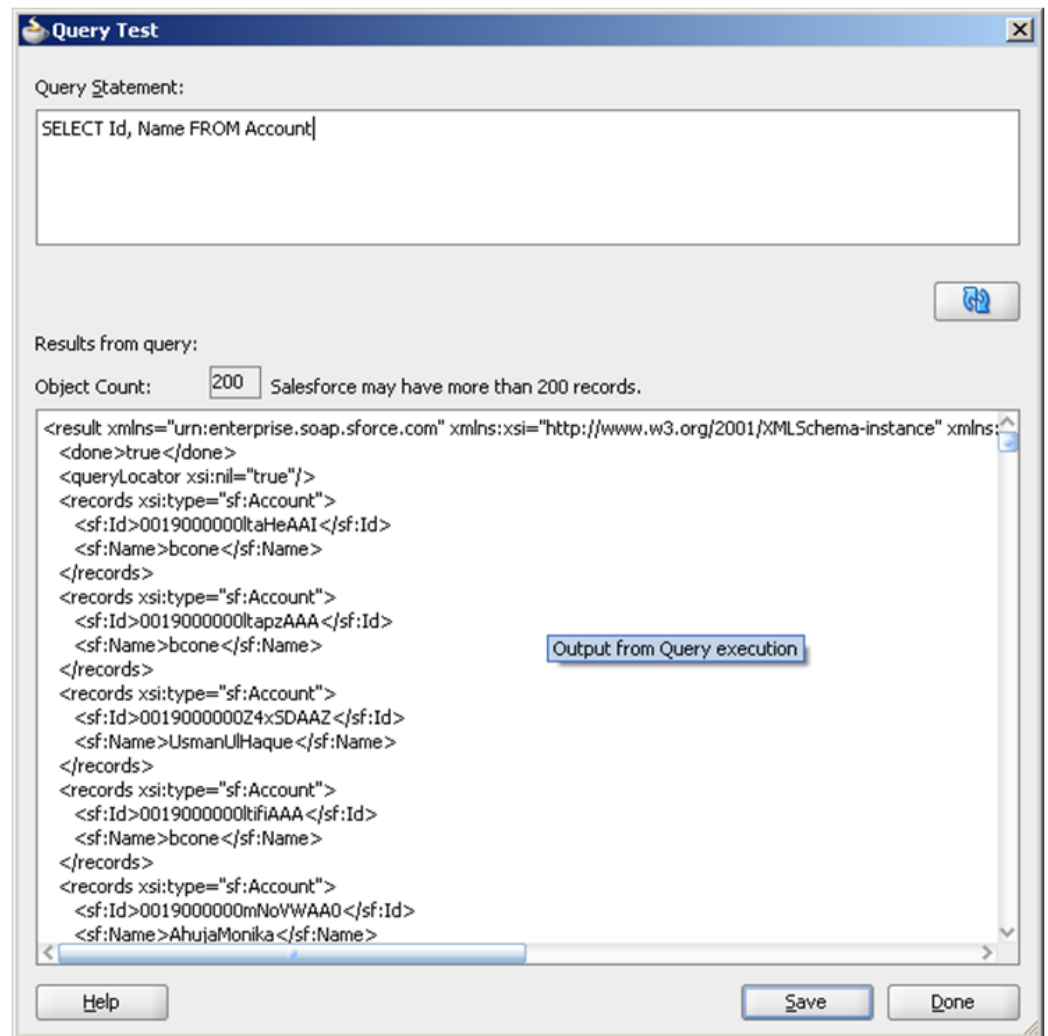 Query Test
Query Statement:
SELECT Id, Name FROM Account
Results from query:
Object Count: 200 Salesforce may have more than 200 records.
<result xmlns="urn:enterprise.soap.sforce.com" xmlns:xsi="http://www.w3.org/2001/XMLSchema-instance" xmlns:
<done>true</done>
<queryLocator xsi:nil="true"/>
<records xsi:type="sf:Account">
<sf:Id>0019000000ltaHeAAI</sf:Id>
<sf:Name>bcone</sf:Name>
</records>
<records xsi:type="sf:Account">
<sf:Id>0019000000ltapzAAA</sf:Id>
<sf:Name>bcone</sf:Name>
Output from Query execution
</records>
<records xsi:type="sf:Account">
<sf:Id>0019000000Z4xSDAAZ</sf:Id>
<sf:Name>UsmanUlHaque</sf:Name>
</records>
<records xsi:type="sf:Account">
<sf:Id>0019000000ltifiAAA</sf:Id>
<sf:Name>bcone</sf:Name>
</records>
<records xsi:type="sf:Account">
<sf:Id>0019000000mNoVWAA0</sf:Id>
<sf:Name>AhujaMonika</sf:Name>
Help Save Done